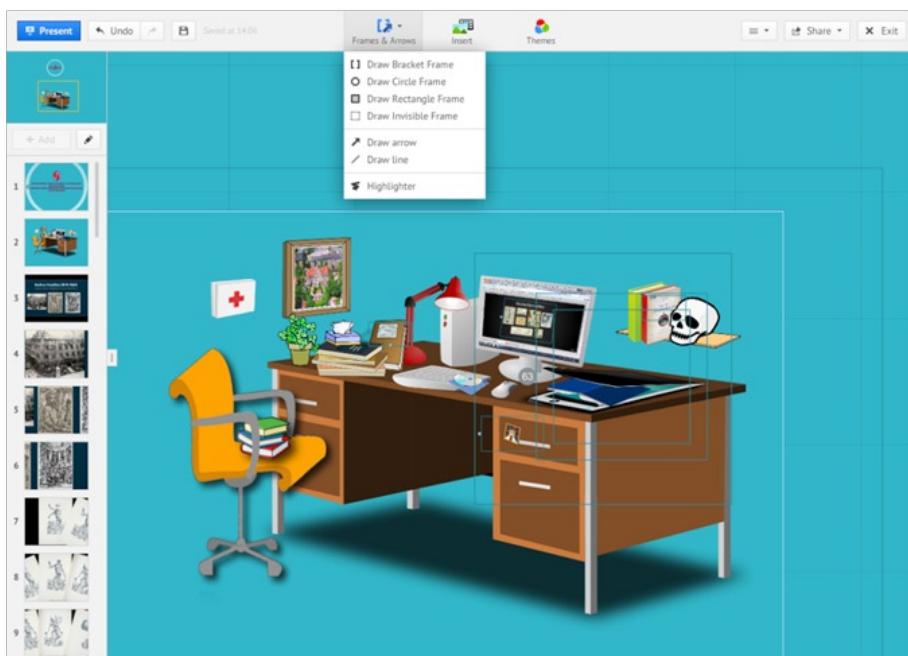 Present
Undo
Saved at 14:06
Frames & Arrows
Insert
Themes
Share
Exit
Draw Bracket Frame
Draw Circle Frame
Draw Rectangle Frame
Draw Invisible Frame
Draw arrow
Draw line
Highlighter
+ Add
1
2
3
4
5
6
7
8
9
63